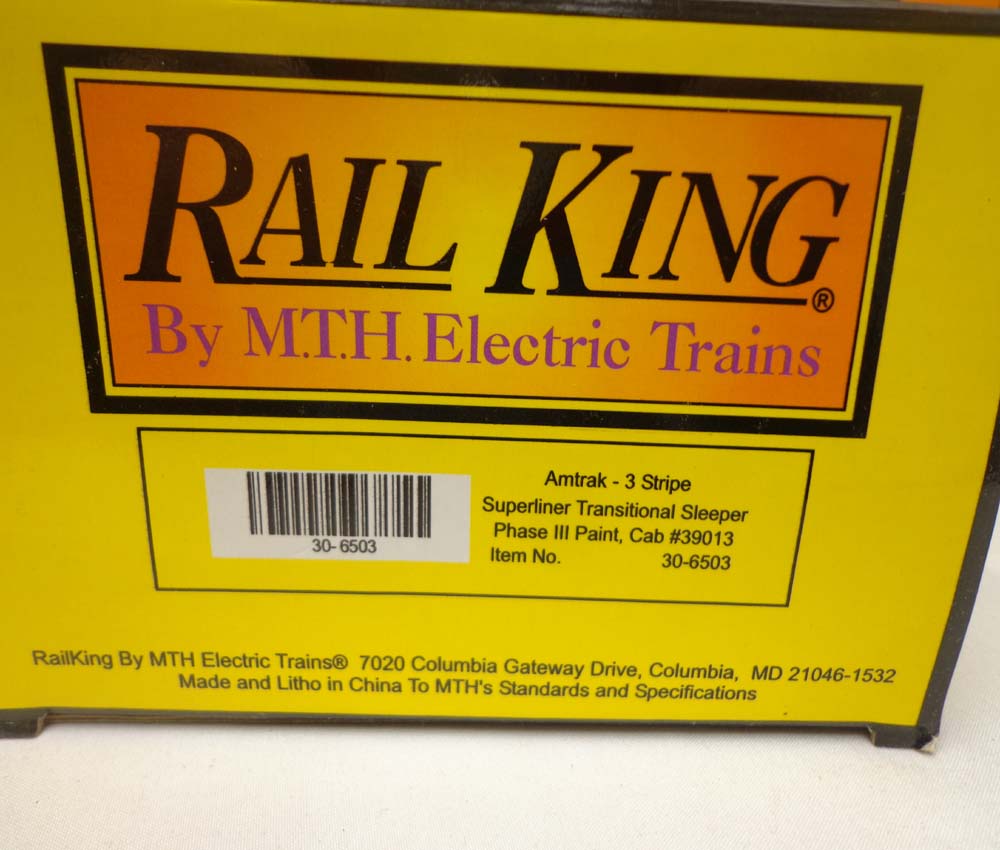 RAIL KING®
By M.T.H. Electric Trains
Amtrak - 3 Stripe
Superliner Transitional Sleeper
Phase III Paint, Cab #39013
Item No. 30-6503
30-6503
RailKing By MTH Electric Trains® 7020 Columbia Gateway Drive, Columbia, MD 21046-1532
Made and Litho in China To MTH's Standards and Specifications